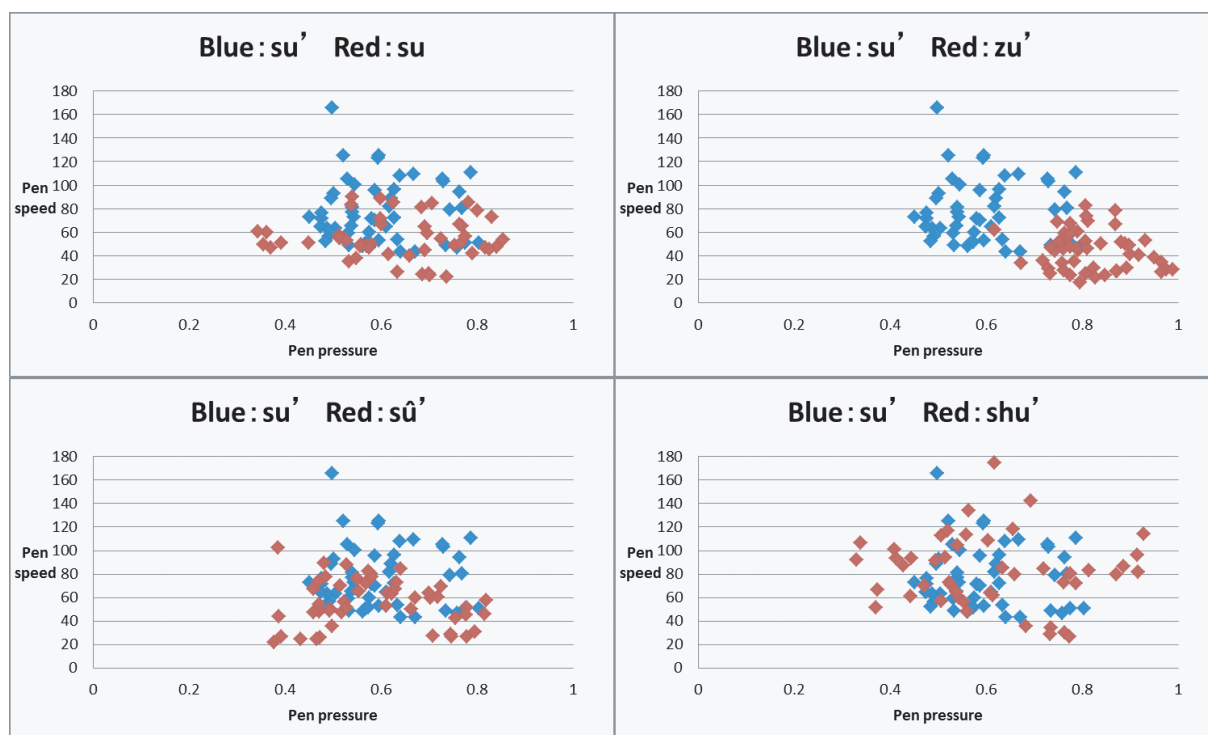 Blue : su’ Red : su
180
160
140
120
100
80
60
40
20
0
Pen
speed
0 0.2 0.4 0.6 0.8 1
Pen pressure
Blue : su’ Red : zu’
180
160
140
120
100
80
60
40
20
0
Pen
speed
0 0.2 0.4 0.6 0.8 1
Pen pressure
Blue : su’ Red : sû’
180
160
140
120
100
80
60
40
20
0
Pen
speed
0 0.2 0.4 0.6 0.8 1
Pen pressure
Blue : su’ Red : shu’
180
160
140
120
100
80
60
40
20
0
Pen
speed
0 0.2 0.4 0.6 0.8 1
Pen pressure